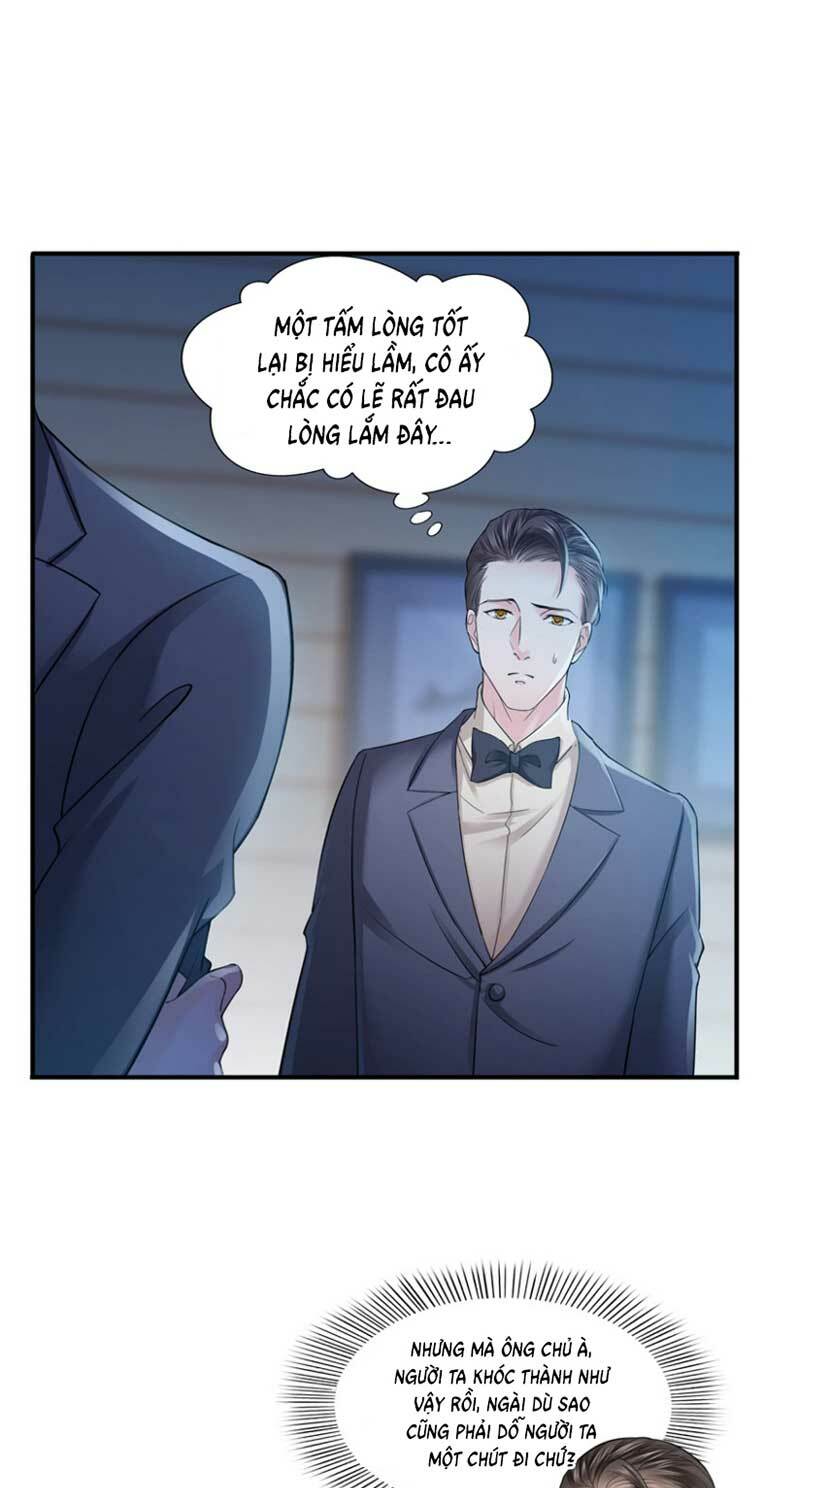 MỘT TẤM LÒNG TỐT
LẠI BỊ HIỂU LẦM, CÔ ẤY
CHẮC CÓ LẼ RẤT ĐAU
LÒNG LẮM ĐÂY...
NHƯNG MÀ ÔNG CHỦ À,
NGƯỜI TA KHÓC THÀNH NHƯ
VẬY RỒI, NGÀI DÙ SAO
CŨNG PHẢI DỖ NGƯỜI TA
MỘT CHÚT ĐI CHỨ?